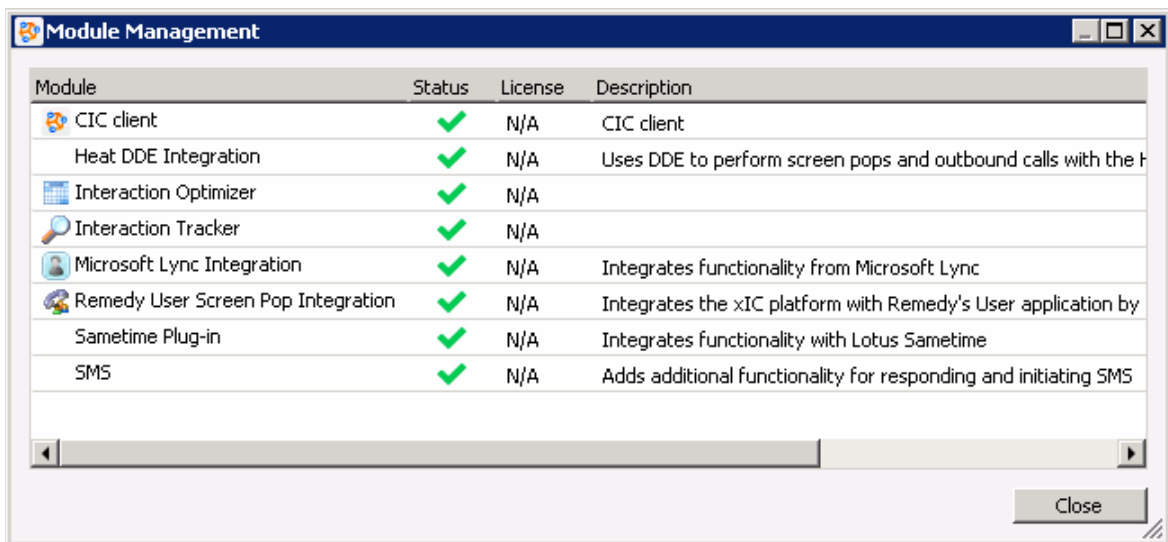 Module Management
Module Status License Description
CIC client N/A CIC client
Heat DDE Integration N/A Uses DDE to perform screen pops and outbound calls with the
Interaction Optimizer N/A
Interaction Tracker N/A
Microsoft Lync Integration N/A Integrates functionality from Microsoft Lync
Remedy User Screen Pop Integration N/A Integrates the xIC platform with Remedy's User application by
Sametime Plug-in N/A Integrates functionality with Lotus Sametime
SMS N/A Adds additional functionality for responding and initiating SMS
Close